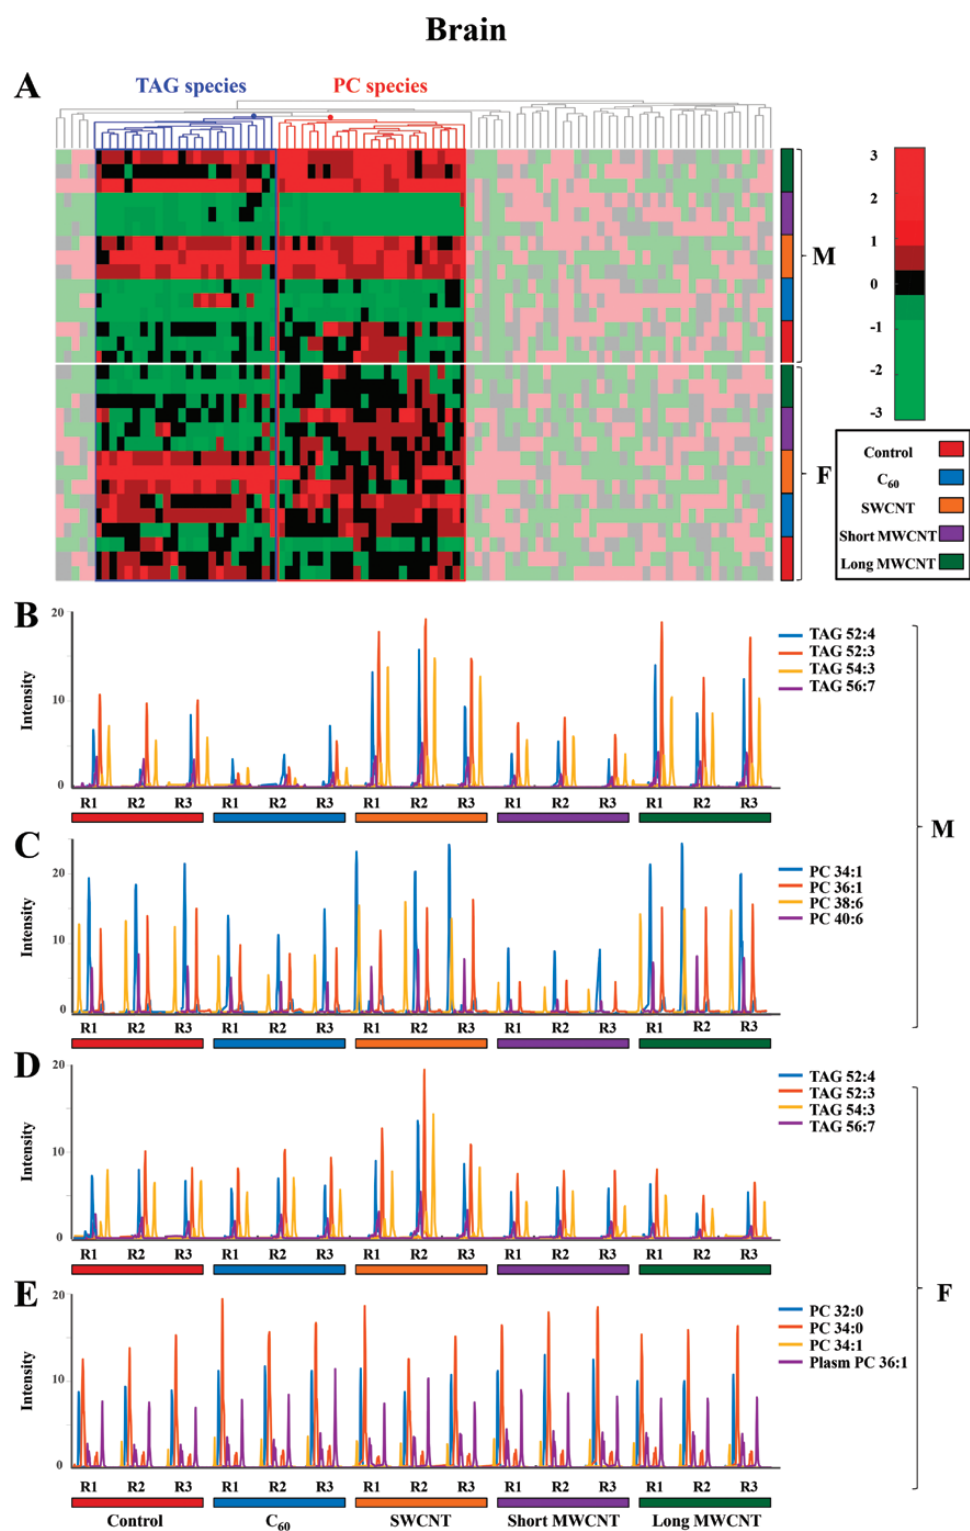 Brain
A
TAG species
PC species
3
2
1
0
-1
-2
-3
M
F
Control
C60
SWCNT
Short MWCNT
Long MWCNT
B
20
10
0
Intensity
TAG 52:4
TAG 52:3
TAG 54:3
TAG 56:7
R1 R2 R3 R1 R2 R3 R1 R2 R3 R1 R2 R3 R1 R2 R3
C
20
10
0
Intensity
PC 34:1
PC 36:1
PC 38:6
PC 40:6
R1 R2 R3 R1 R2 R3 R1 R2 R3 R1 R2 R3 R1 R2 R3
M
D
20
10
0
Intensity
TAG 52:4
TAG 52:3
TAG 54:3
TAG 56:7
R1 R2 R3 R1 R2 R3 R1 R2 R3 R1 R2 R3 R1 R2 R3
E
20
10
0
Intensity
PC 32:0
PC 34:0
PC 34:1
Plasm PC 36:1
R1 R2 R3 R1 R2 R3 R1 R2 R3 R1 R2 R3 R1 R2 R3
F
Control C60 SWCNT Short MWCNT Long MWCNT